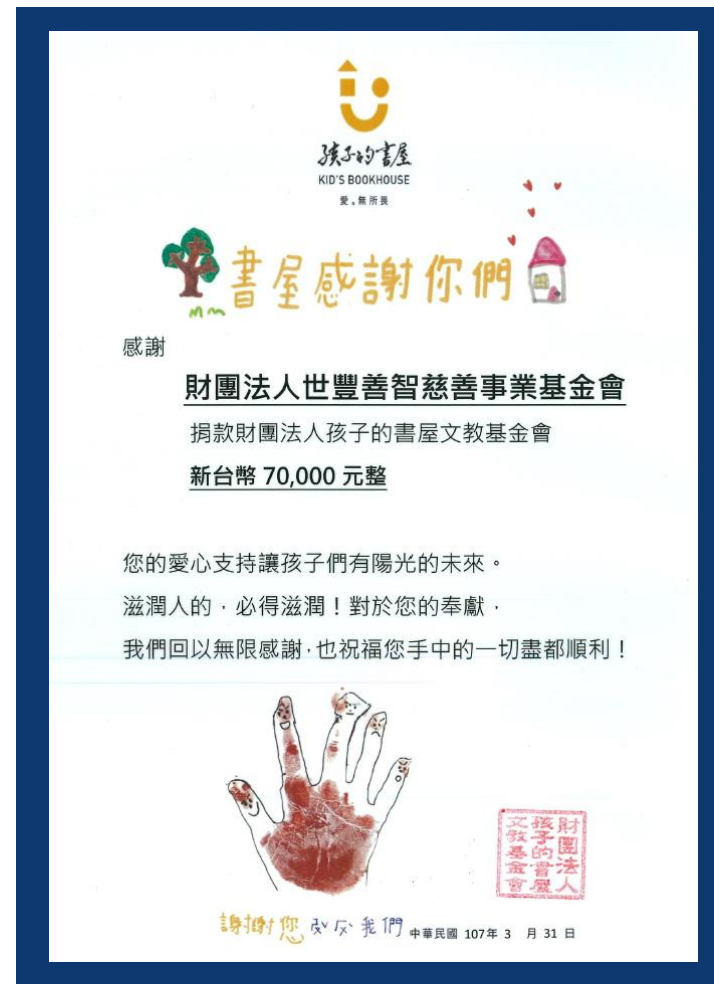 孩子的書屋
KID'S BOOKHOUSE
愛。無所畏
書屋感謝你們
感謝
財團法人世豐善智慈善事業基金會
捐款財團法人孩子的書屋文教基金會
新台幣 70,000 元整
您的愛心支持讓孩子們有陽光的未來。
滋潤人的，必得滋潤！對於您的奉獻，
我們回以無限感謝，也祝福您手中的一切盡都順利！
財團法人
孩子的書屋
文教基金會
謝謝您 我們
中華民國 107年 3 月 31 日